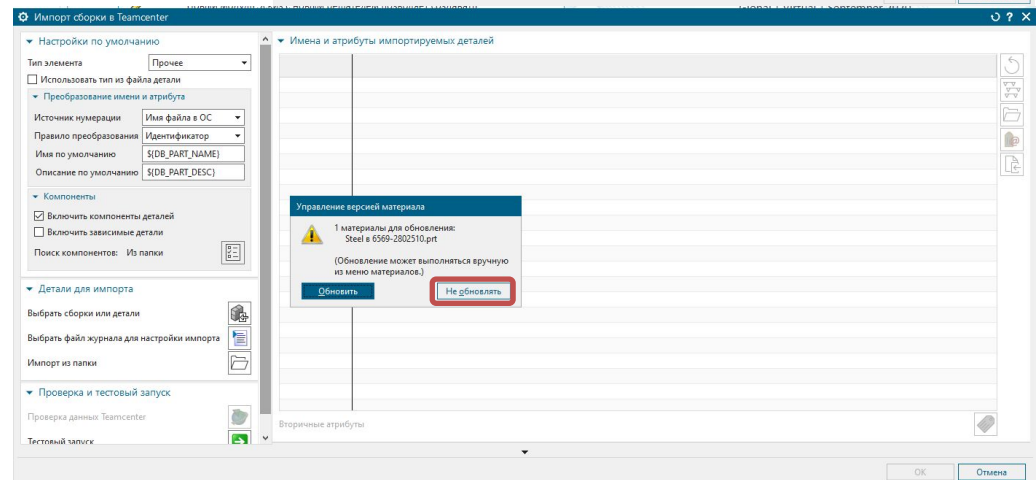 Импорт сборки в Teamcenter
Настройки по умолчанию
Тип элемента
Прочее
Использовать тип из файла детали
Преобразование имени и атрибута
Источник нумерации
Имя файла в ОС
Правило преобразования
Идентификатор
Имя по умолчанию
${DB_PART_NAME}
Описание по умолчанию
${DB_PART_DESC}
Компоненты
Включить компоненты деталей
Включить зависимые детали
Поиск компонентов: Из папки
Детали для импорта
Выбрать сборки или детали
Выбрать файл журнала для настройки импорта
Импорт из папки
Проверка и тестовый запуск
Проверка данных Teamcenter
Тестовый запуск
Имена и атрибуты импортируемых деталей
Управление версией материала
1 материалы для обновления:
Steel в 6569-2802510.prt
(Обновление может выполняться вручную
из меню материалов.)
Обновить
Не обновлять
Вторичные атрибуты
OK
Отмена